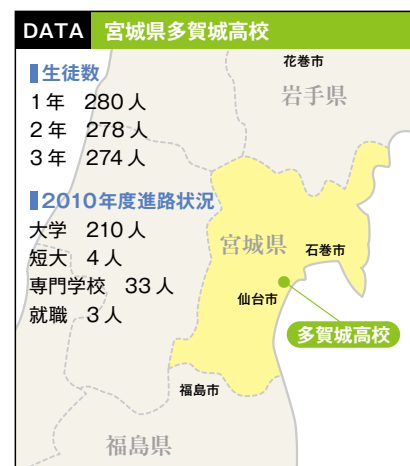 DATA 宮城県多賀城高校
生徒数
1年 280人
2年 278人
3年 274人
2010年度進路状況
大学 210人
短大 4人
専門学校 33人
就職 3人
花巻市
岩手県
宮城県
石巻市
仙台市
多賀城高校
福島市
福島県